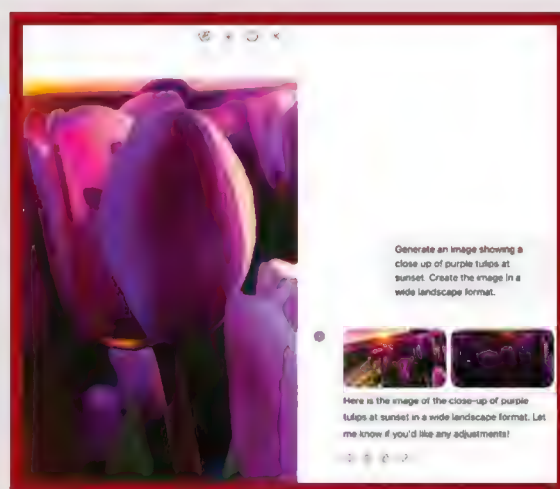 Generate an image showing a
close up of purple tulips at
sunset. Create the image in a
wide landscape format.
Here is the image of the close-up of purple
tulips at sunset in a wide landscape format. Let
me know if you'd like any adjustments!